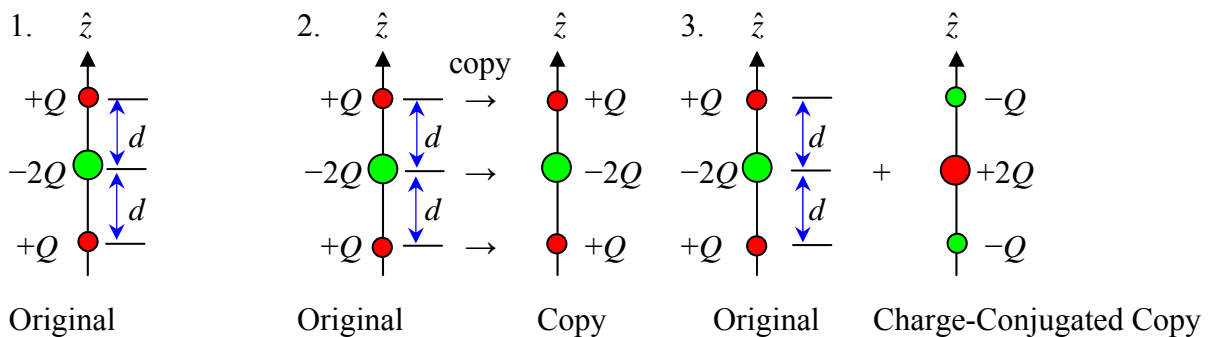 1. ẑ 2. ẑ ẑ 3. ẑ ẑ
copy
+Q +Q → +Q +Q −Q
d d d
−2Q −2Q → −2Q −2Q + +2Q
d d d
+Q +Q → +Q +Q −Q
Original Original Copy Original Charge-Conjugated Copy